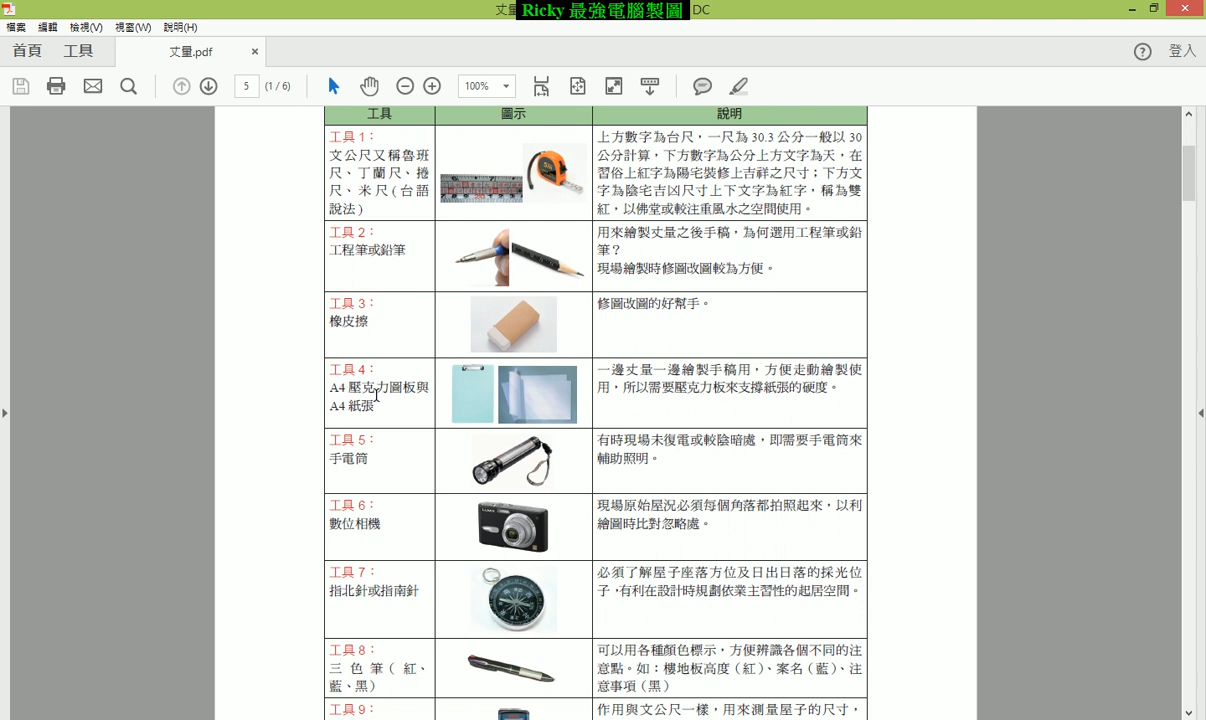 丈量
Ricky 最強電腦製圖
DC
檔案 編輯 檢視(V) 視窗(W) 說明(H)
首頁 工具 丈量.pdf × 登入
5 (1 / 6) 100%
工具 圖示 說明
工具 1：
文公尺又稱魯班
尺、丁蘭尺、捲
尺、米尺(台語
說法)
上方數字為台尺，一尺為 30.3 公分一般以 30
公分計算，下方數字為公分上方文字為天，在
習俗上紅字為陽宅裝修上吉祥之尺寸；下方文
字為陰宅吉凶尺寸上下文字為紅字，稱為雙
紅，以佛堂或較注重風水之空間使用。
工具 2：
工程筆或鉛筆
用來繪製丈量之後手稿，為何選用工程筆或鉛
筆？
現場繪製時修圖改圖較為方便。
工具 3：
橡皮擦
修圖改圖的好幫手。
工具 4：
A4 壓克力圖板與
A4 紙張
一邊丈量一邊繪製手稿用，方便走動繪製使
用，所以需要壓克力板來支撐紙張的硬度。
工具 5：
手電筒
有時現場未復電或較陰暗處，即需要手電筒來
輔助照明。
工具 6：
數位相機
現場原始屋況必須每個角落都拍照起來，以利
繪圖時比對忽略處。
工具 7：
指北針或指南針
必須了解屋子座落方位及日出日落的採光位
子，有利在設計時規劃依業主習性的起居空間。
工具 8：
三色筆(紅、
藍、黑)
可以用各種顏色標示，方便辨識各個不同的注
意點。如：樓地板高度（紅）、案名（藍）、注
意事項（黑）
工具 9：
作用與文公尺一樣，用來測量屋子的尺寸，